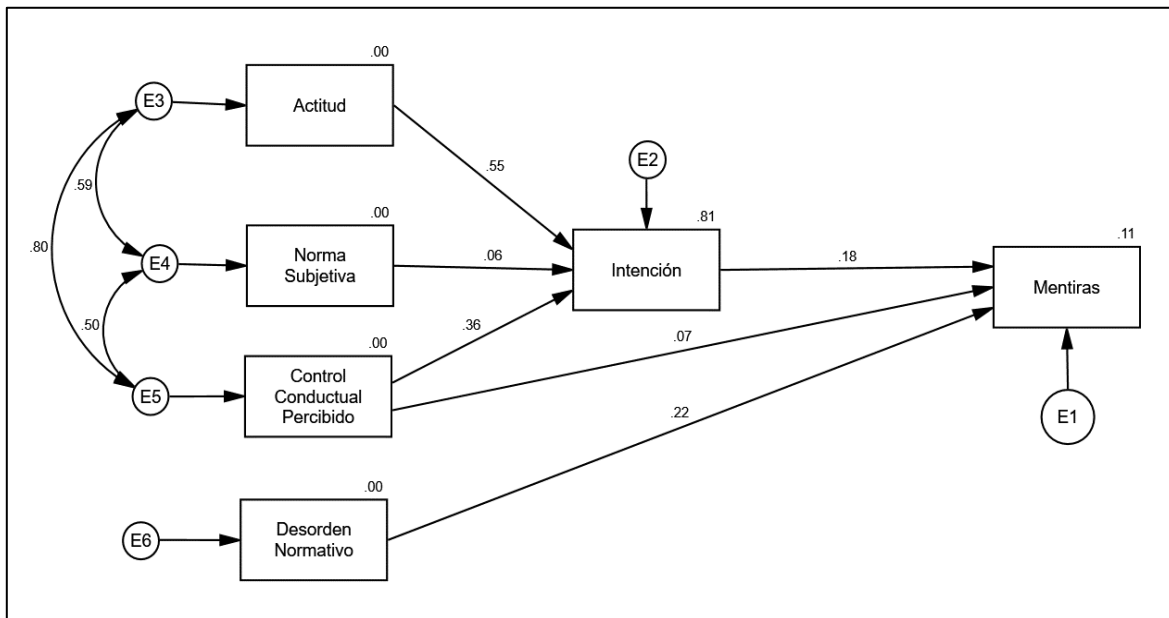 .00
E3
Actitud
.55
.59
E2
.80
.00
.81
.11
E4
Norma
Subjetiva
.06
Intención
.18
Mentiras
.50
.36
.00
.07
E5
Control
Conductual
Percibido
.22
E1
.00
E6
Desorden
Normativo